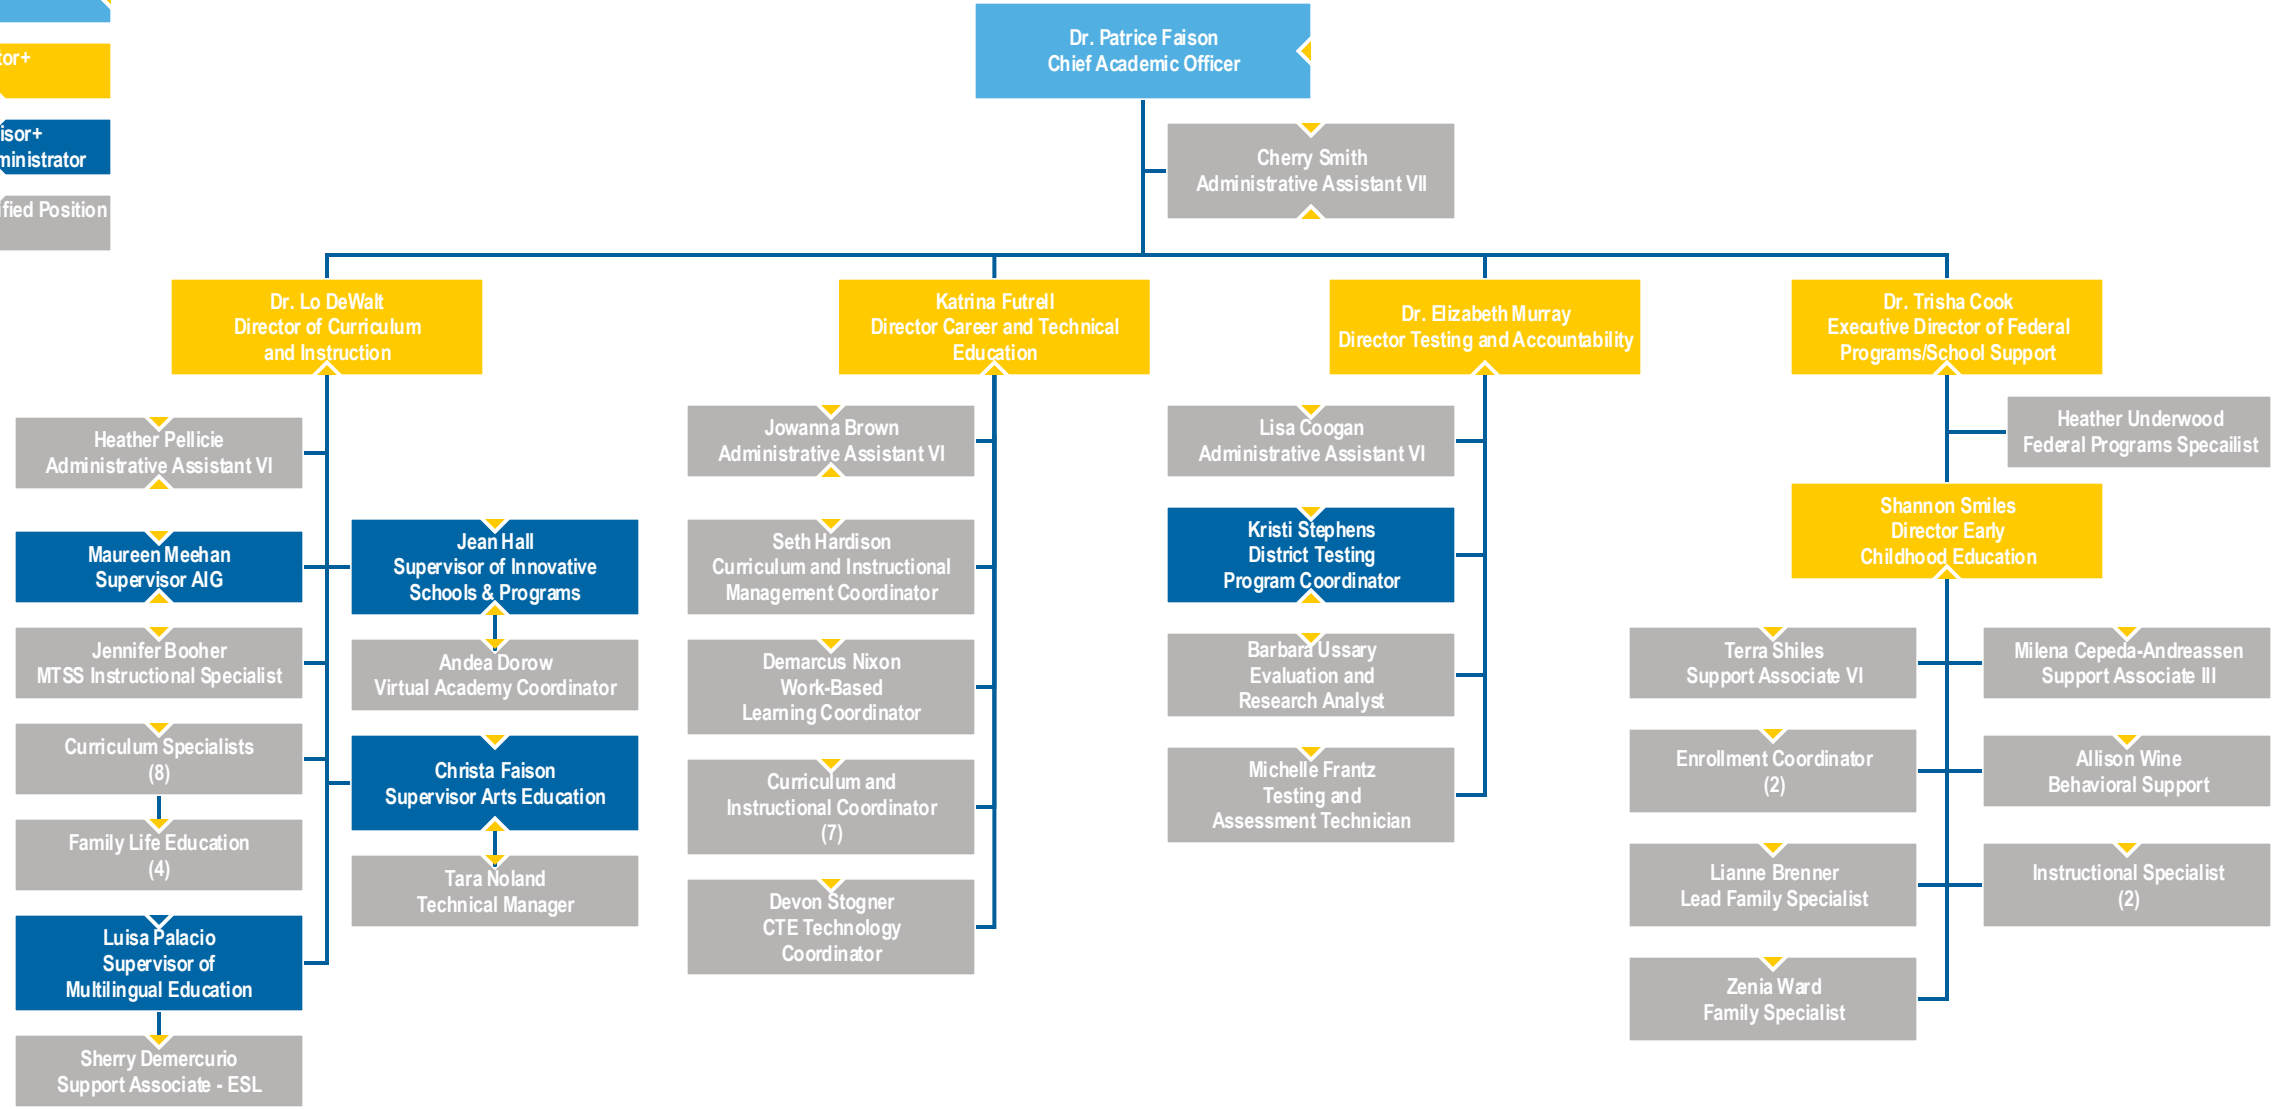 tor+
isor+
ministrator
ified Position
Dr. Patrice Faison
Chief Academic Officer
Cherry Smith
Administrative Assistant VII
Dr. Lo DeWalt
Director of Curriculum
and Instruction
Heather Pellicie
Administrative Assistant VI
Maureen Meehan
Supervisor AIG
Jennifer Booher
MTSS Instructional Specialist
Curriculum Specialists
(8)
Family Life Education
(4)
Luisa Palacio
Supervisor of
Multilingual Education
Sherry Demercurio
Support Associate - ESL
Jean Hall
Supervisor of Innovative
Schools & Programs
Andea Dorow
Virtual Academy Coordinator
Christa Faison
Supervisor Arts Education
Tara Noland
Technical Manager
Katrina Futrell
Director Career and Technical
Education
Jowanna Brown
Administrative Assistant VI
Seth Hardison
Curriculum and Instructional
Management Coordinator
Demarcus Nixon
Work-Based
Learning Coordinator
Curriculum and
Instructional Coordinator
(7)
Devon Stogner
CTE Technology
Coordinator
Dr. Elizabeth Murray
Director Testing and Accountability
Lisa Coogan
Administrative Assistant VI
Kristi Stephens
District Testing
Program Coordinator
Barbara Ussary
Evaluation and
Research Analyst
Michelle Frantz
Testing and
Assessment Technician
Dr. Trisha Cook
Executive Director of Federal
Programs/School Support
Heather Underwood
Federal Programs Specailist
Shannon Smiles
Director Early
Childhood Education
Terra Shiles
Support Associate VI
Milena Cepeda-Andreassen
Support Associate III
Enrollment Coordinator
(2)
Allison Wine
Behavioral Support
Lianne Brenner
Lead Family Specialist
Instructional Specialist
(2)
Zenia Ward
Family Specialist